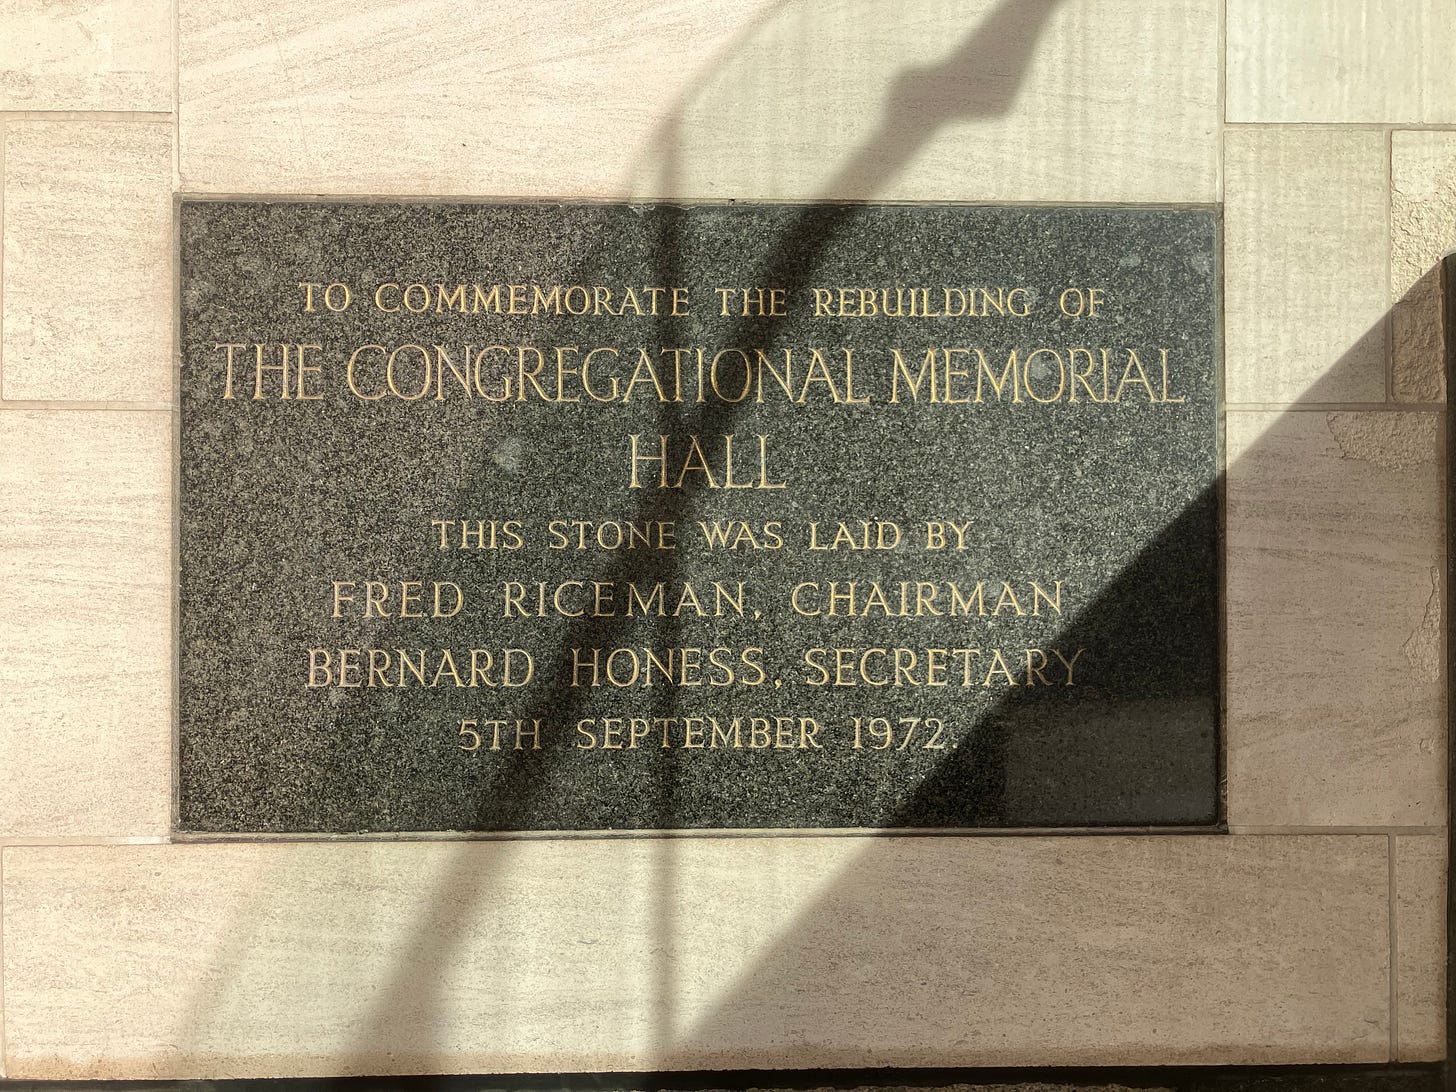 TO COMMEMORATE THE REBUILDING OF
THE CONGREGATIONAL MEMORIAL
HALL
THIS STONE WAS LAID BY
FRED RICEMAN, CHAIRMAN
BERNARD HONESS, SECRETARY
5TH SEPTEMBER 1972.